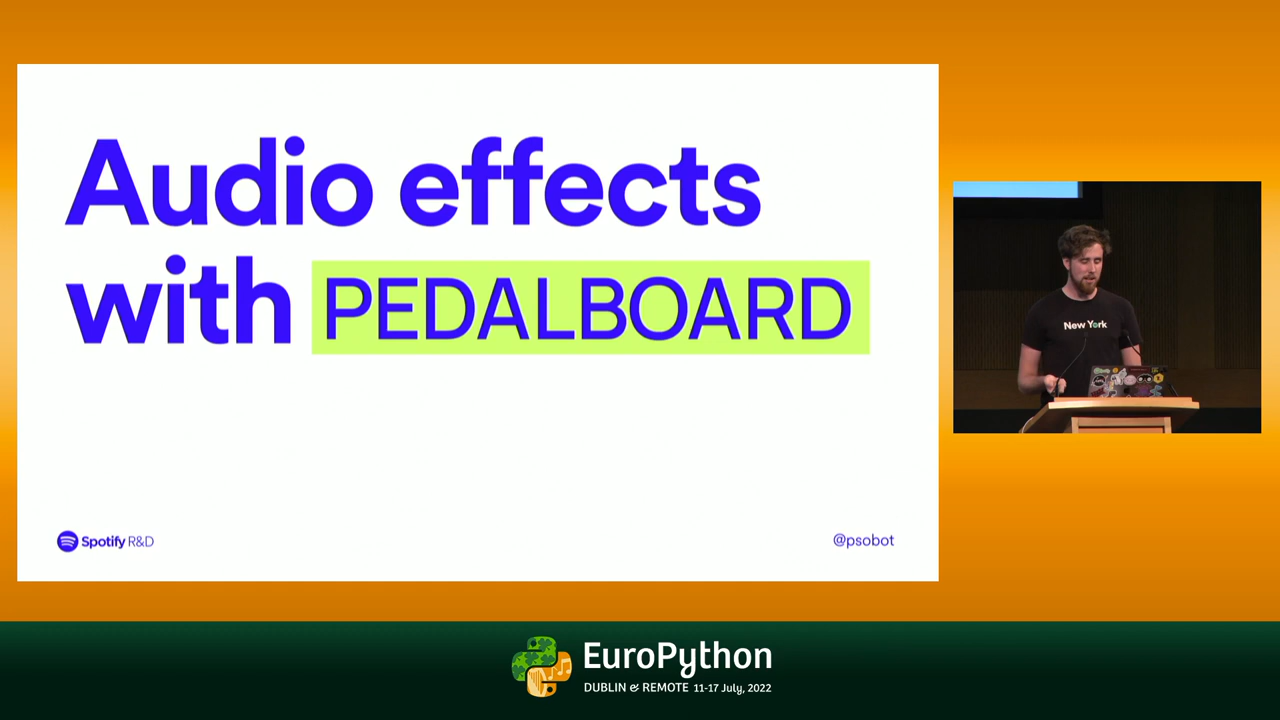 Audio effects
with PEDALBOARD
Spotify R&D
@psobot
New York
EuroPython
DUBLIN & REMOTE 11-17 July, 2022